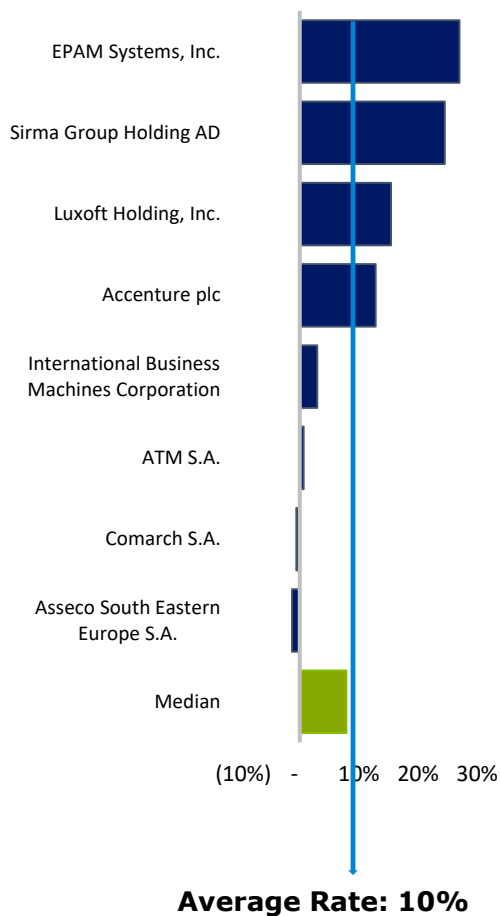 EPAM Systems, Inc.
Sirma Group Holding AD
Luxoft Holding, Inc.
Accenture plc
International Business
Machines Corporation
ATM S.A.
Comarch S.A.
Asseco South Eastern
Europe S.A.
Median
(10%) - 10% 20% 30%
Average Rate: 10%